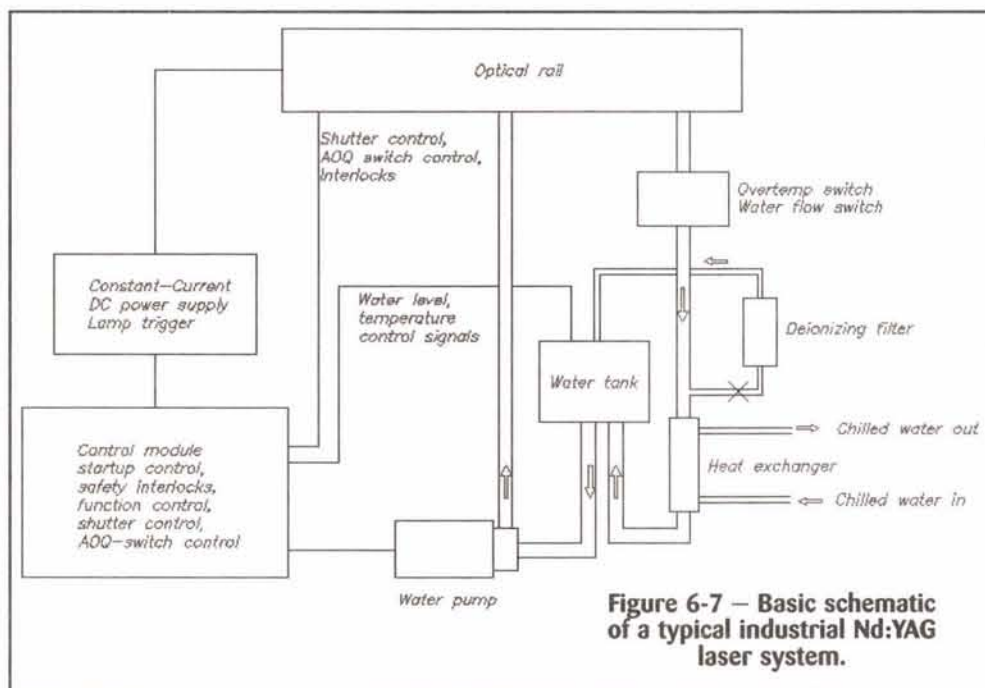 Optical rail
Shutter control,
AOQ switch control,
Interlocks
Overtemp switch
Water flow switch
Constant-Current
DC power supply
Lamp trigger
Water level,
temperature
control signals
Deionizing filter
Water tank
Chilled water out
Heat exchanger
Chilled water in
Control module
startup control,
safety interlocks,
function control,
shutter control,
AOQ-switch control
Water pump
Figure 6-7 — Basic schematic
of a typical industrial Nd:YAG
laser system.